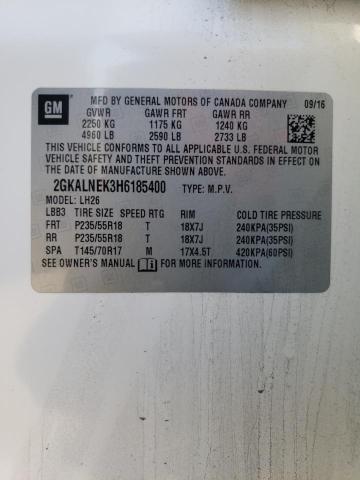 GM MFD BY GENERAL MOTORS OF CANADA COMPANY 09/16
GVWR GAWR FRT GAWR RR
2250 KG 1175 KG 1240 KG
4960 LB 2590 LB 2733 LB
THIS VEHICLE CONFORMS TO ALL APPLICABLE U.S. FEDERAL MOTOR
VEHICLE SAFETY AND THEFT PREVENTION STANDARDS IN EFFECT
ON THE DATE OF MANUFACTURE SHOWN ABOVE.
2GKALNEK3H6185400 TYPE: M.P.V.
MODEL: LH26
LBB3 TIRE SIZE SPEED RTG RIM COLD TIRE PRESSURE
FRT P235/55R18 T 18X7J 240KPA(35PSI)
RR P235/55R18 T 18X7J 240KPA(35PSI)
SPA T145/70R17 M 17X4.5T 420KPA(60PSI)
SEE OWNER'S MANUAL FOR MORE INFORMATION.